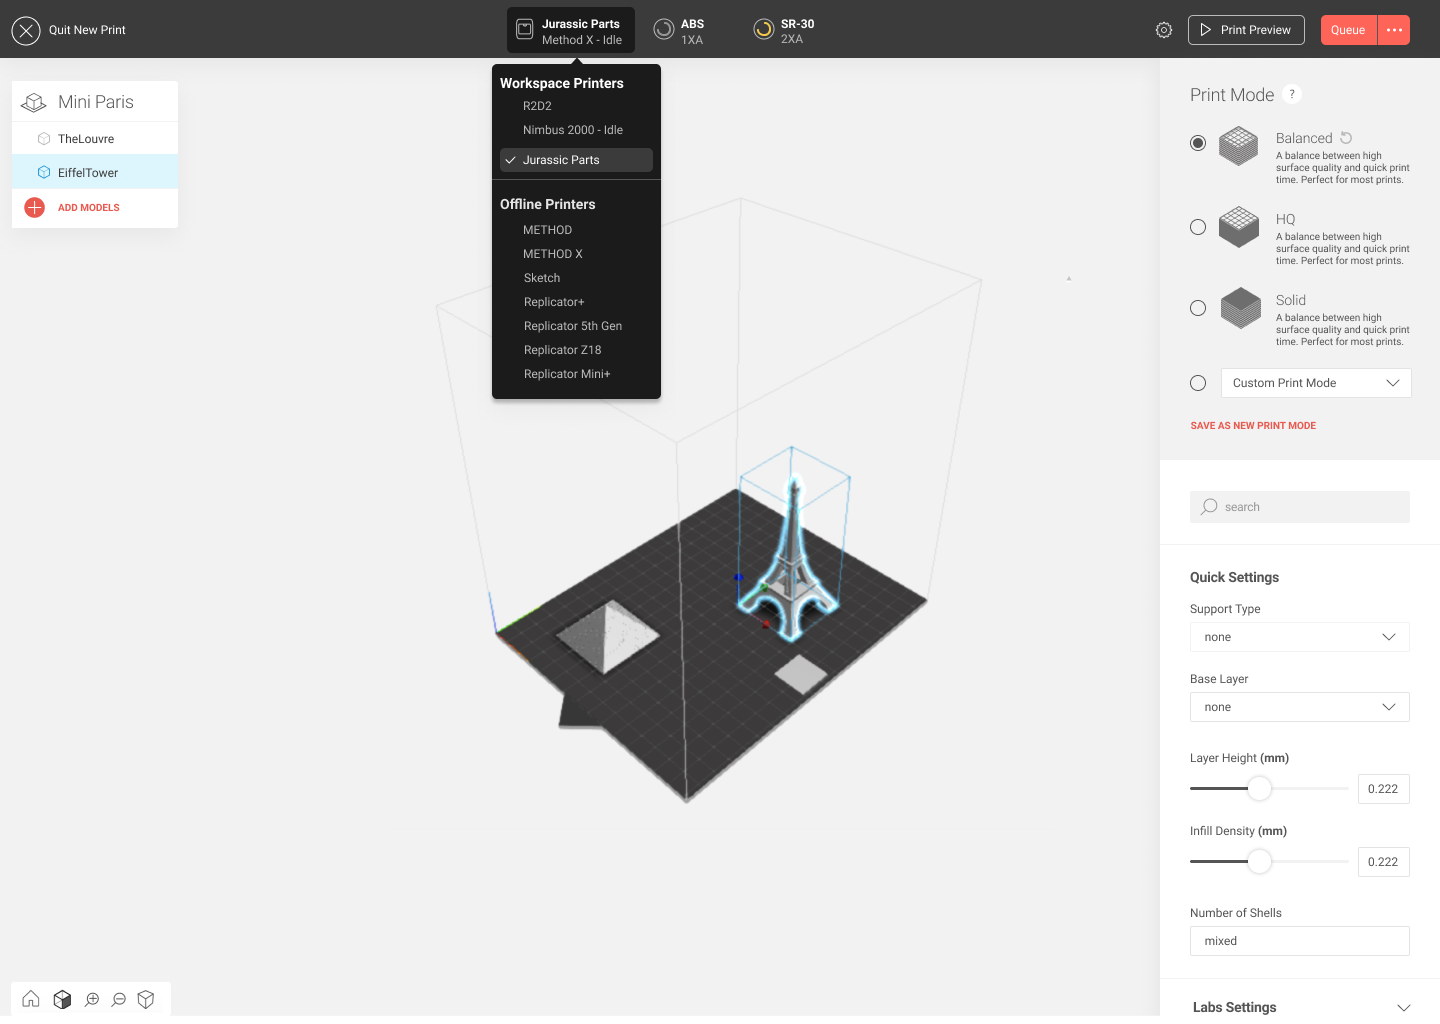 Quit New Print
Jurassic Parts
Method X - Idle
ABS
1XA
SR-30
2XA
Print Preview
Queue
Mini Paris
TheLouvre
EiffelTower
ADD MODELS
Workspace Printers
R2D2
Nimbus 2000 - Idle
Jurassic Parts
Offline Printers
METHOD
METHOD X
Sketch
Replicator+
Replicator 5th Gen
Replicator Z18
Replicator Mini+
Print Mode ?
Balanced
A balance between high
surface quality and quick print
time. Perfect for most prints.
HQ
A balance between high
surface quality and quick print
time. Perfect for most prints.
Solid
A balance between high
surface quality and quick print
time. Perfect for most prints.
Custom Print Mode
SAVE AS NEW PRINT MODE
search
Quick Settings
Support Type
none
Base Layer
none
Layer Height (mm)
0.222
Infill Density (mm)
0.222
Number of Shells
mixed
Labs Settings